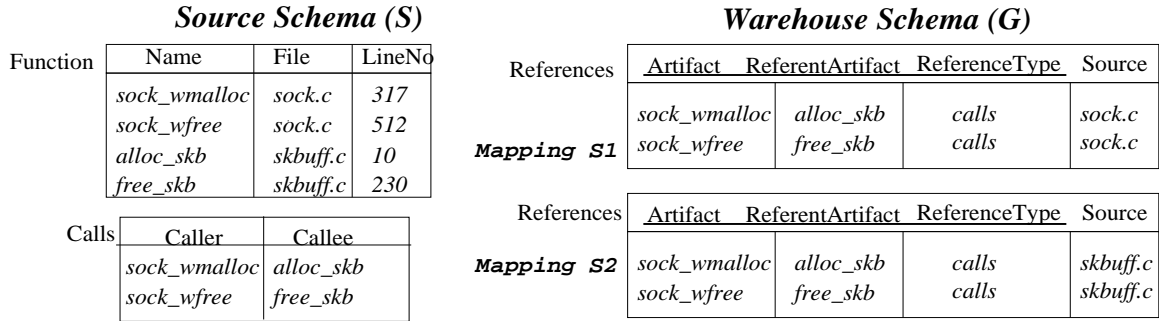 Source Schema (S)
Function
Name File LineNo
sock_wmalloc sock.c 317
sock_wfree sock.c 512
alloc_skb skbuff.c 10
free_skb skbuff.c 230
Calls
Caller Callee
sock_wmalloc alloc_skb
sock_wfree free_skb
Warehouse Schema (G)
References
Artifact ReferentArtifact ReferenceType Source
sock_wmalloc alloc_skb calls sock.c
Mapping S1 sock_wfree free_skb calls sock.c
References
Artifact ReferentArtifact ReferenceType Source
Mapping S2 sock_wmalloc alloc_skb calls skbuff.c
sock_wfree free_skb calls skbuff.c